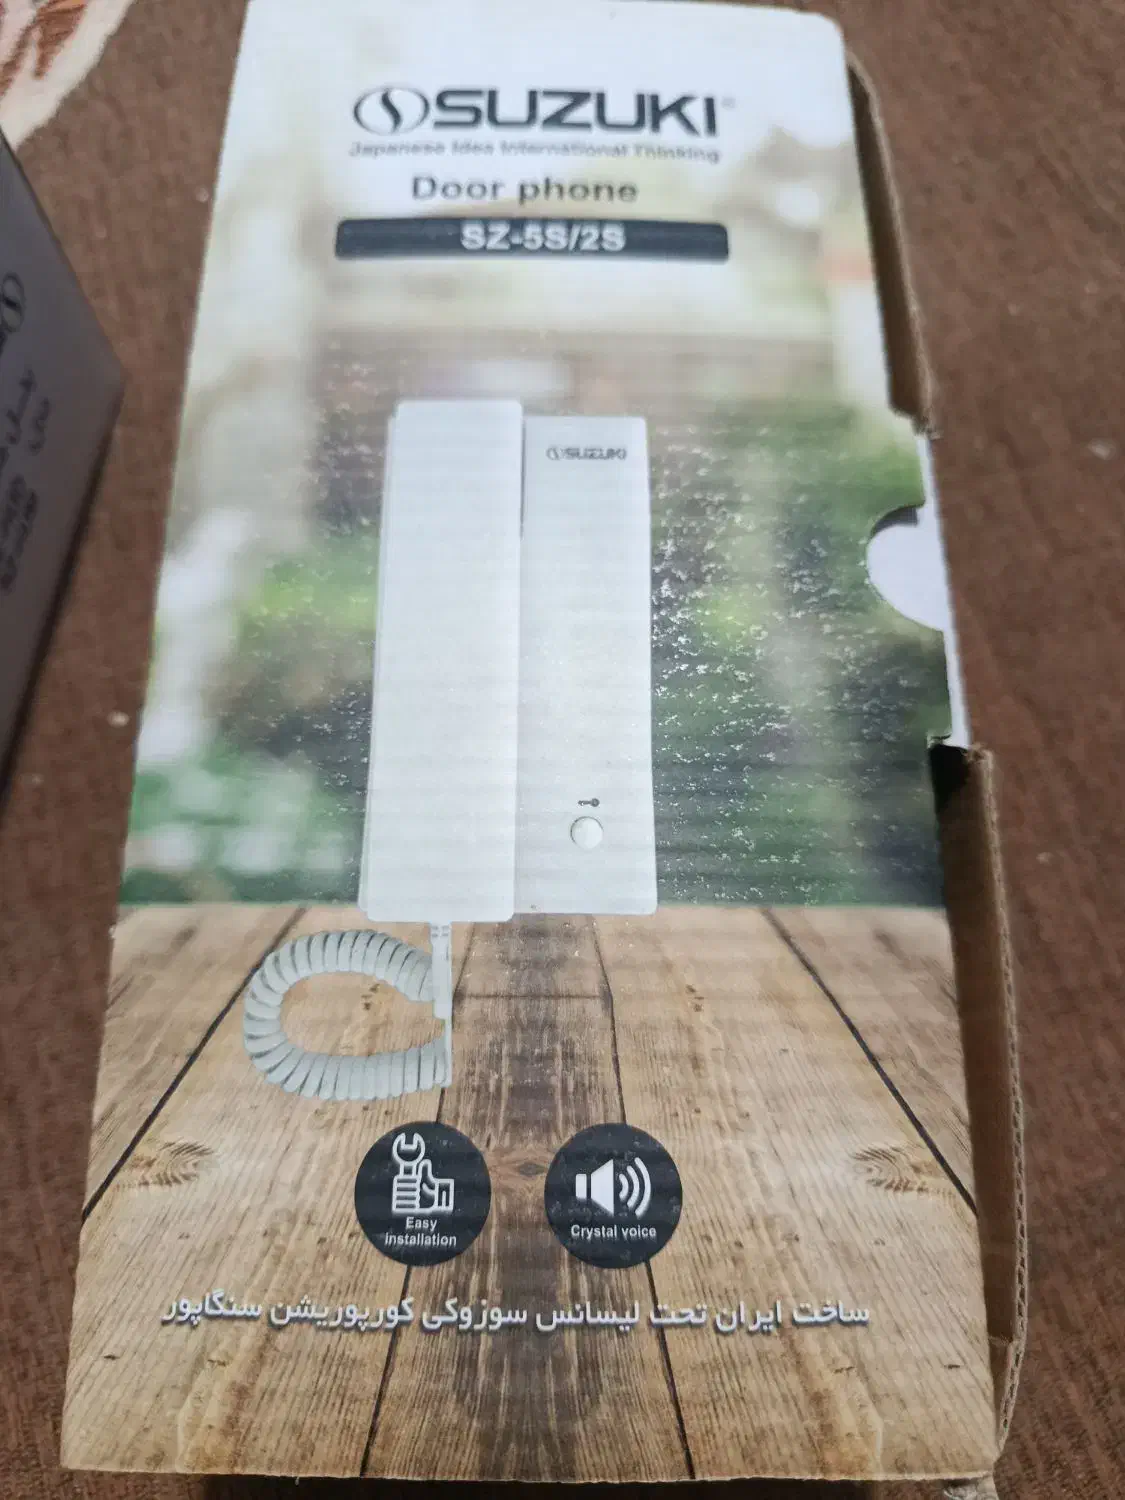 SUZUKI
Japanese Idea International Thinking
Door phone
SZ-5S/2S
SUZUKI
Easy
installation
Crystal voice
ساخت ایران تحت لیسانس سوزوکی کورپوریشن سنگاپور